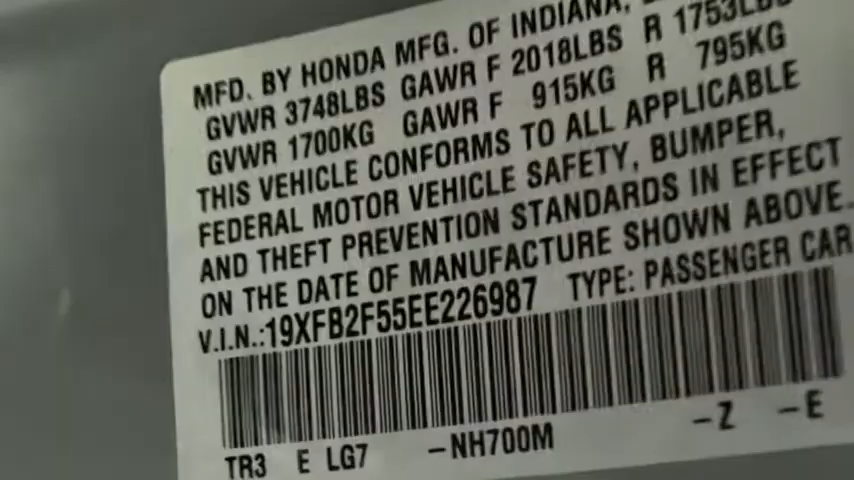 MFD. BY HONDA MFG. OF INDIANA,
GVWR 3748LBS GAWR F 2018LBS R 1753LBS
GVWR 1700KG GAWR F 915KG R 795KG
THIS VEHICLE CONFORMS TO ALL APPLICABLE
FEDERAL MOTOR VEHICLE SAFETY, BUMPER,
AND THEFT PREVENTION STANDARDS IN EFFECT
ON THE DATE OF MANUFACTURE SHOWN ABOVE.
V.I.N.:19XFB2F55EE226987 TYPE: PASSENGER CAR
TR3 E LG7 -NH700M -Z -E